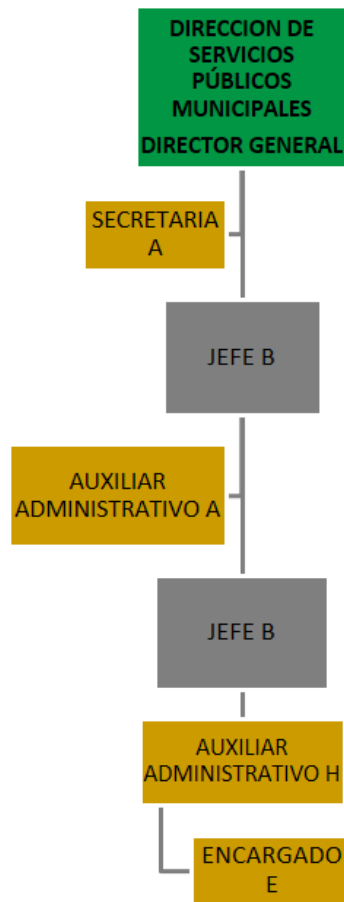 DIRECCION DE
SERVICIOS
PÚBLICOS
MUNICIPALES
DIRECTOR GENERAL
SECRETARIA
A
JEFE B
AUXILIAR
ADMINISTRATIVO A
JEFE B
AUXILIAR
ADMINISTRATIVO H
ENCARGADO
E